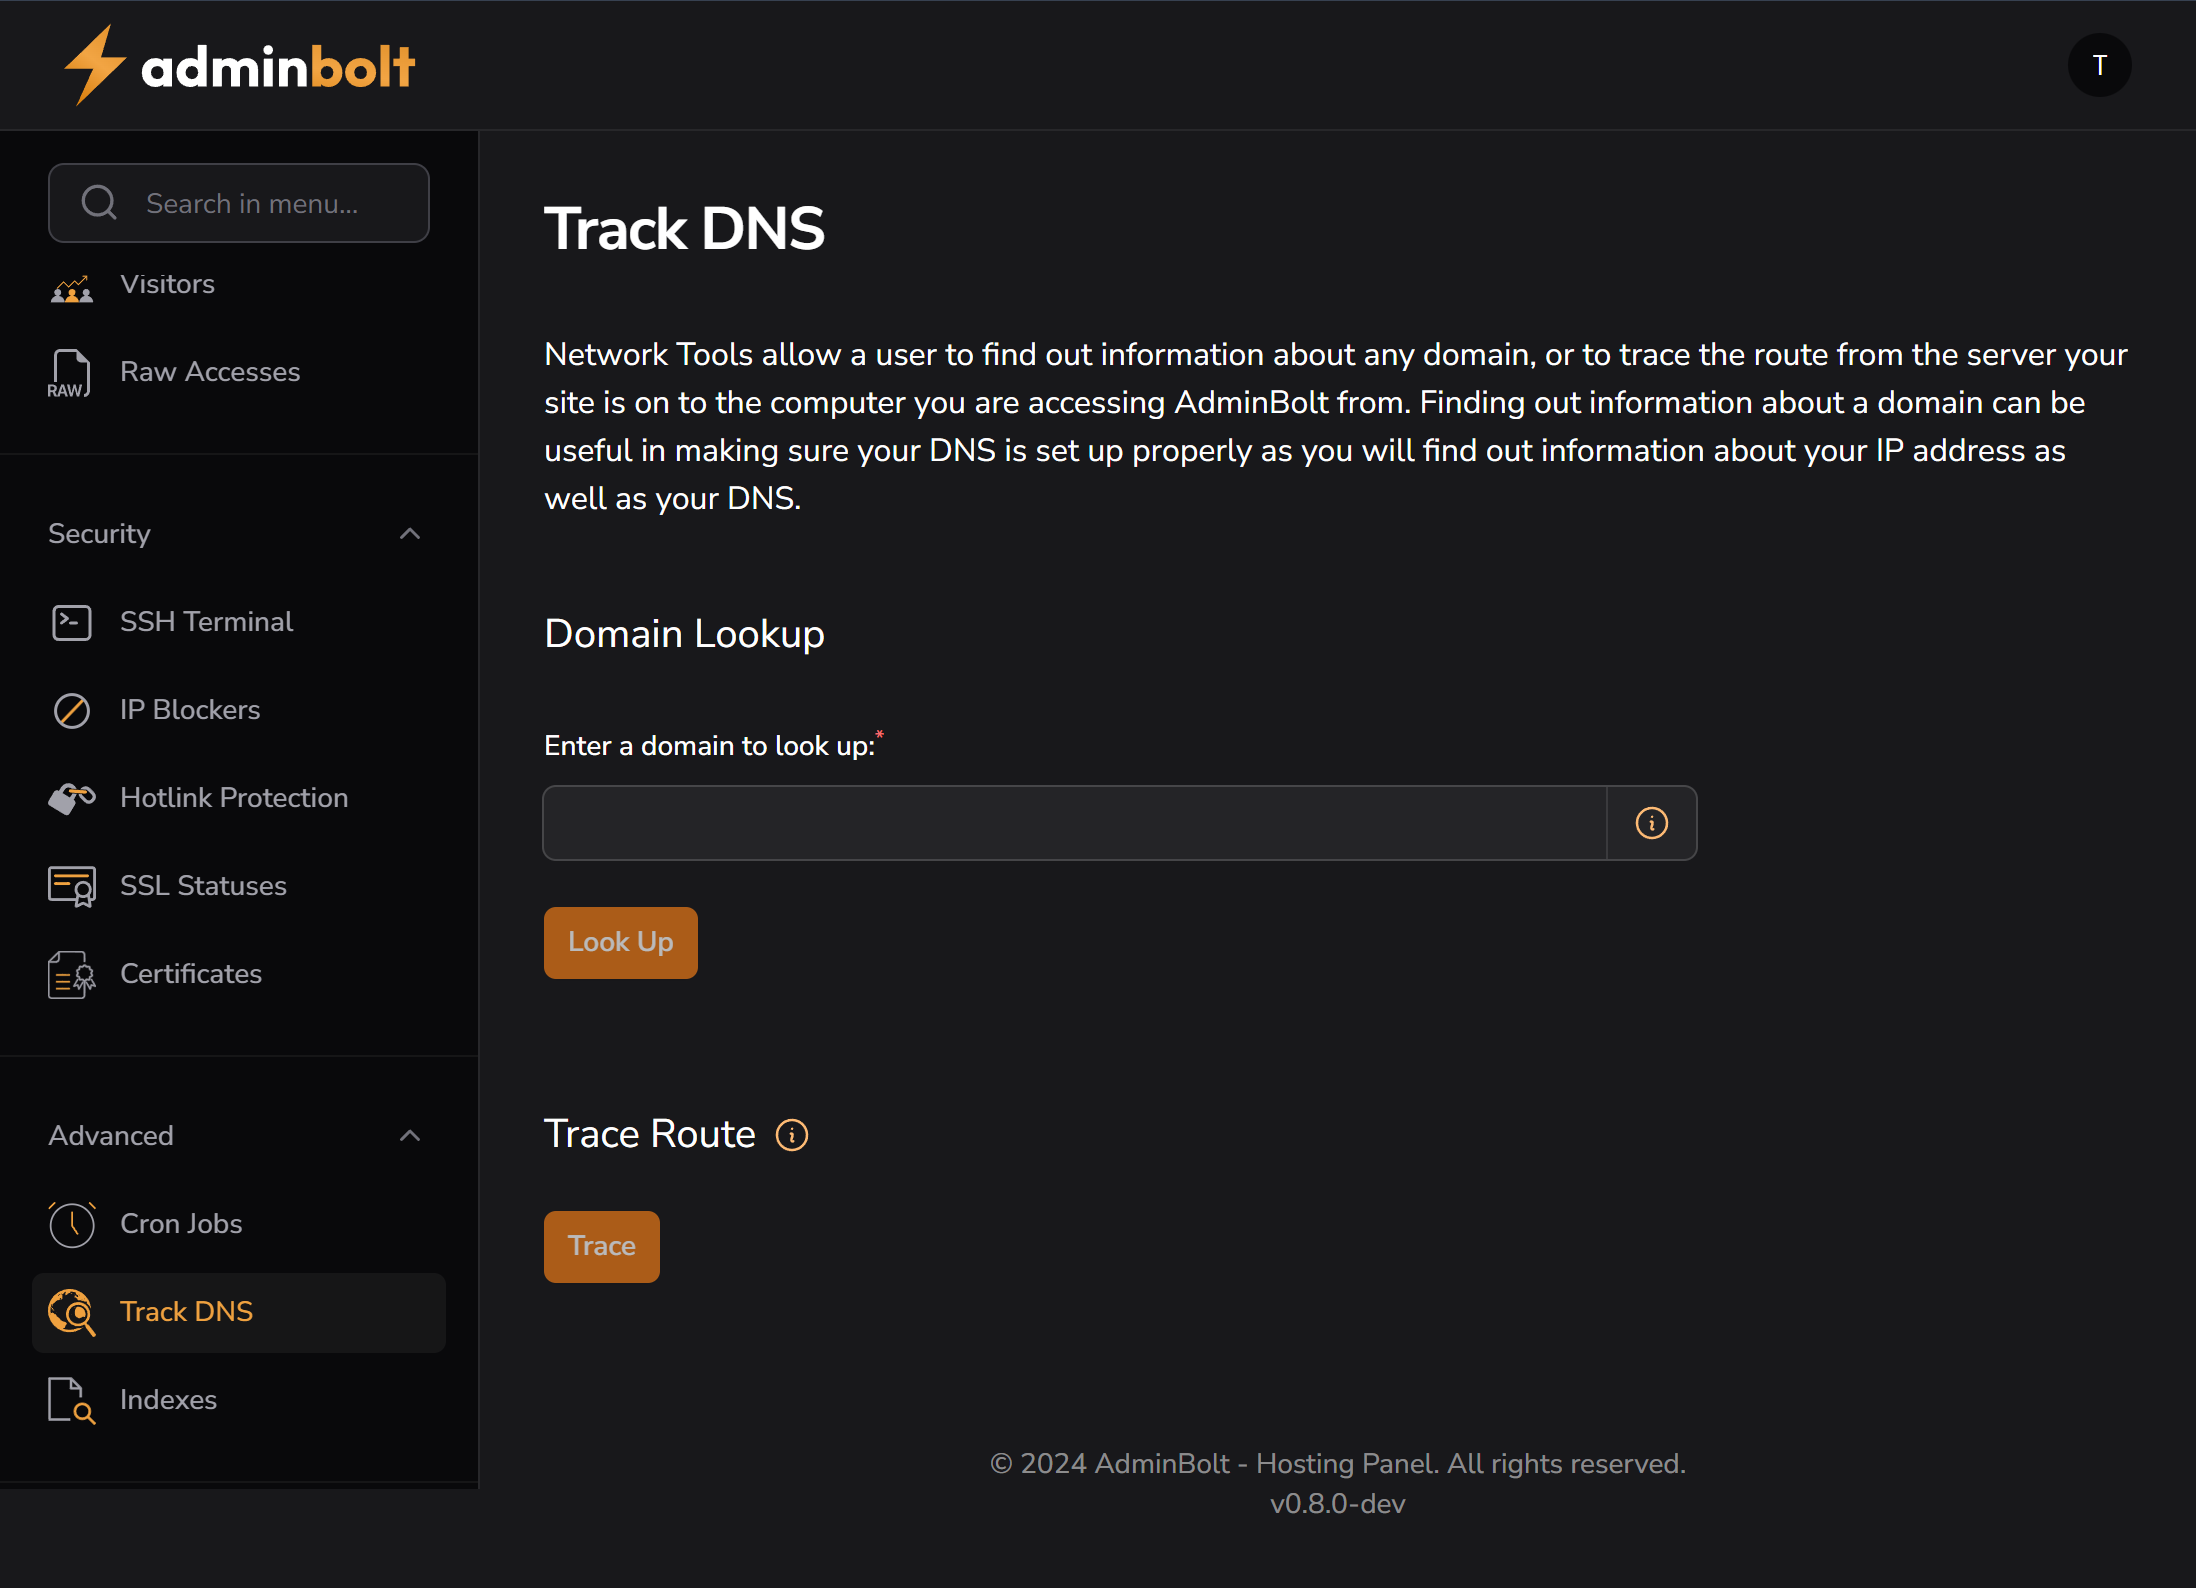 adminbolt
T
Search in menu...
Visitors
RAW
Raw Accesses
Security
SSH Terminal
IP Blockers
Hotlink Protection
SSL Statuses
Certificates
Advanced
Cron Jobs
Track DNS
Indexes
Track DNS
Network Tools allow a user to find out information about any domain, or to trace the route from the server your
site is on to the computer you are accessing AdminBolt from. Finding out information about a domain can be
useful in making sure your DNS is set up properly as you will find out information about your IP address as
well as your DNS.
Domain Lookup
Enter a domain to look up:*
Look Up
Trace Route
Trace
© 2024 AdminBolt - Hosting Panel. All rights reserved.
v0.8.0-dev